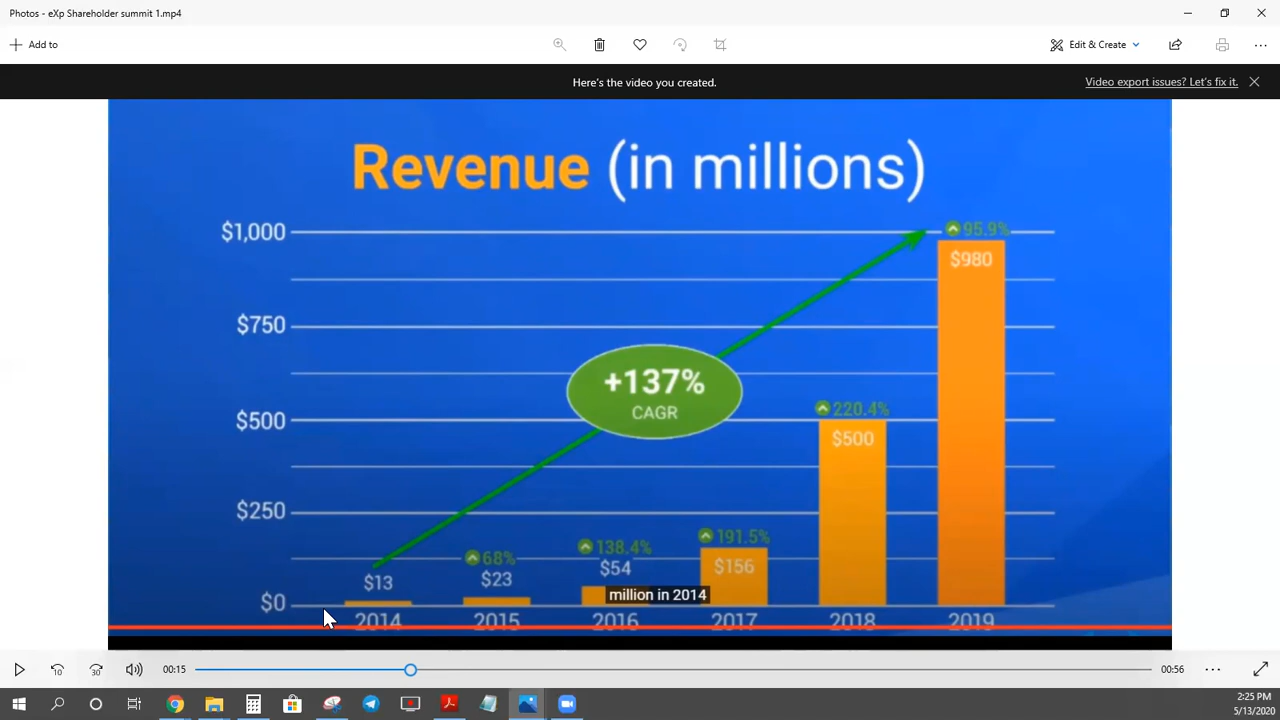 Photos - eXp Shareholder summit 1.mp4
Add to
Edit & Create
Here's the video you created.
Video export issues? Let's fix it.
Revenue (in millions)
$1,000
95.9%
$980
$750
+137%
CAGR
$500
220.4%
$500
$250
191.5%
$156
138.4%
$54
68%
$23
$13
million in 2014
$0
2014 2015 2016 2017 2018 2019
10
30
00:15
00:56
2:25 PM
5/13/2020